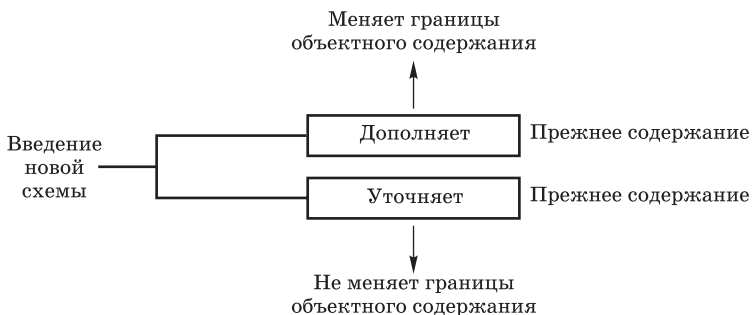 Меняет границы
объектного содержания
Дополняет
Прежнее содержание
Введение
новой
схемы
Уточняет
Прежнее содержание
Не меняет границы
объектного содержания